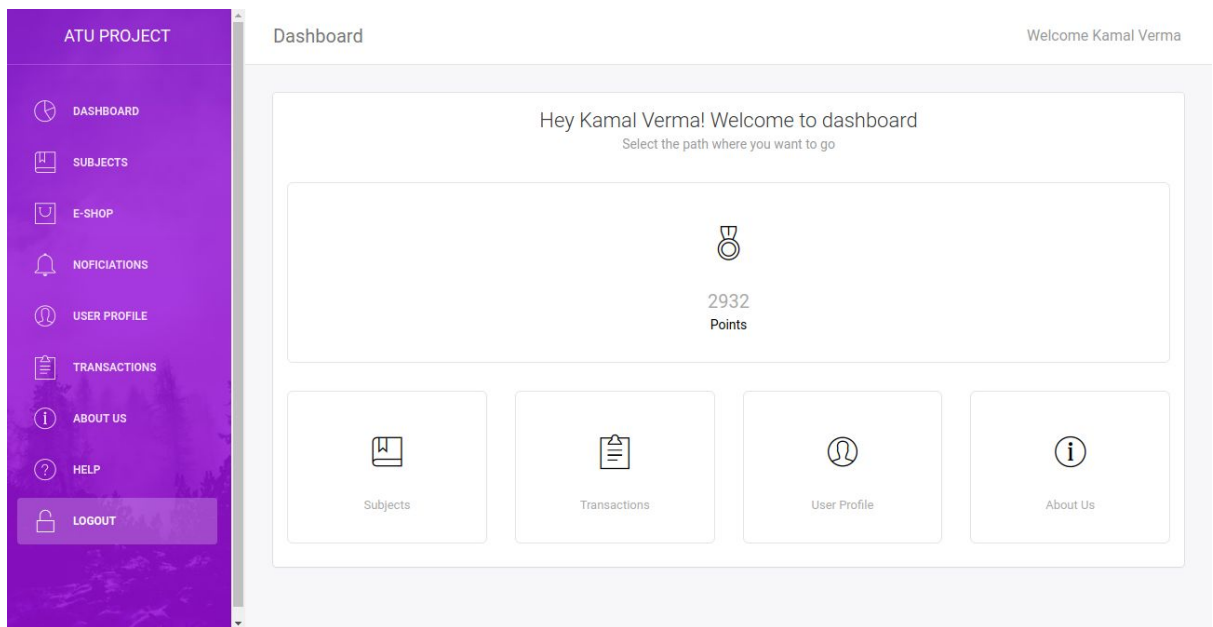 ATU PROJECT
DASHBOARD
SUBJECTS
E-SHOP
NOFICIATIONS
USER PROFILE
TRANSACTIONS
ABOUT US
HELP
LOGOUT
Dashboard
Welcome Kamal Verma
Hey Kamal Verma! Welcome to dashboard
Select the path where you want to go
2932
Points
Subjects
Transactions
User Profile
About Us